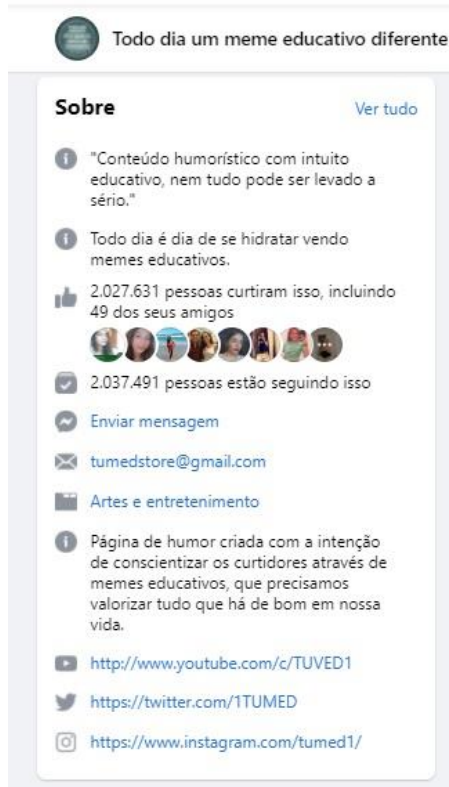 Todo dia um meme educativo diferente
Sobre
Ver tudo
"Conteúdo humorístico com intuito
educativo, nem tudo pode ser levado a
sério."
Todo dia é dia de se hidratar vendo
memes educativos.
2.027.631 pessoas curtiram isso, incluindo
49 dos seus amigos
2.037.491 pessoas estão seguindo isso
Enviar mensagem
tumedstore@gmail.com
Artes e entretenimento
Página de humor criada com a intenção
de conscientizar os curtidores através de
memes educativos, que precisamos
valorizar tudo que há de bom em nossa
vida.
http://www.youtube.com/c/TUVED1
https://twitter.com/1TUMED
https://www.instagram.com/tumed1/